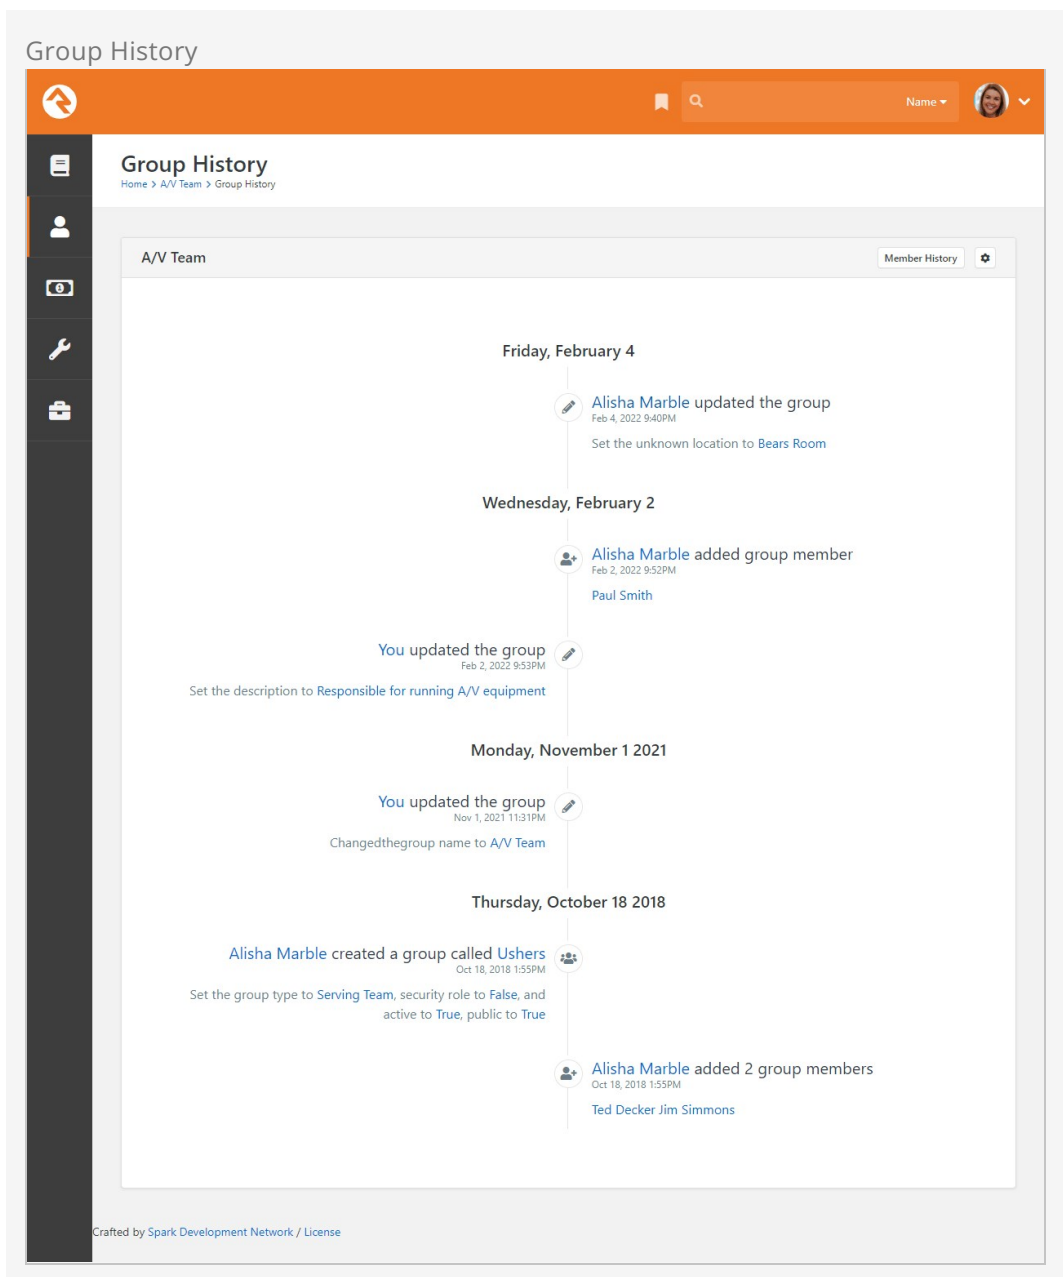 Group History
Name
Group History
Home > A/V Team > Group History
A/V Team
Member History
Friday, February 4
Alisha Marble updated the group
Feb 4, 2022 9:40PM
Set the unknown location to Bears Room
Wednesday, February 2
Alisha Marble added group member
Feb 2, 2022 9:52PM
Paul Smith
You updated the group
Feb 2, 2022 9:53PM
Set the description to Responsible for running A/V equipment
Monday, November 1 2021
You updated the group
Nov 1, 2021 11:31PM
Changedthegroup name to A/V Team
Thursday, October 18 2018
Alisha Marble created a group called Ushers
Oct 18, 2018 1:55PM
Set the group type to Serving Team, security role to False, and
active to True, public to True
Alisha Marble added 2 group members
Oct 18, 2018 1:55PM
Ted Decker Jim Simmons
Crafted by Spark Development Network / License